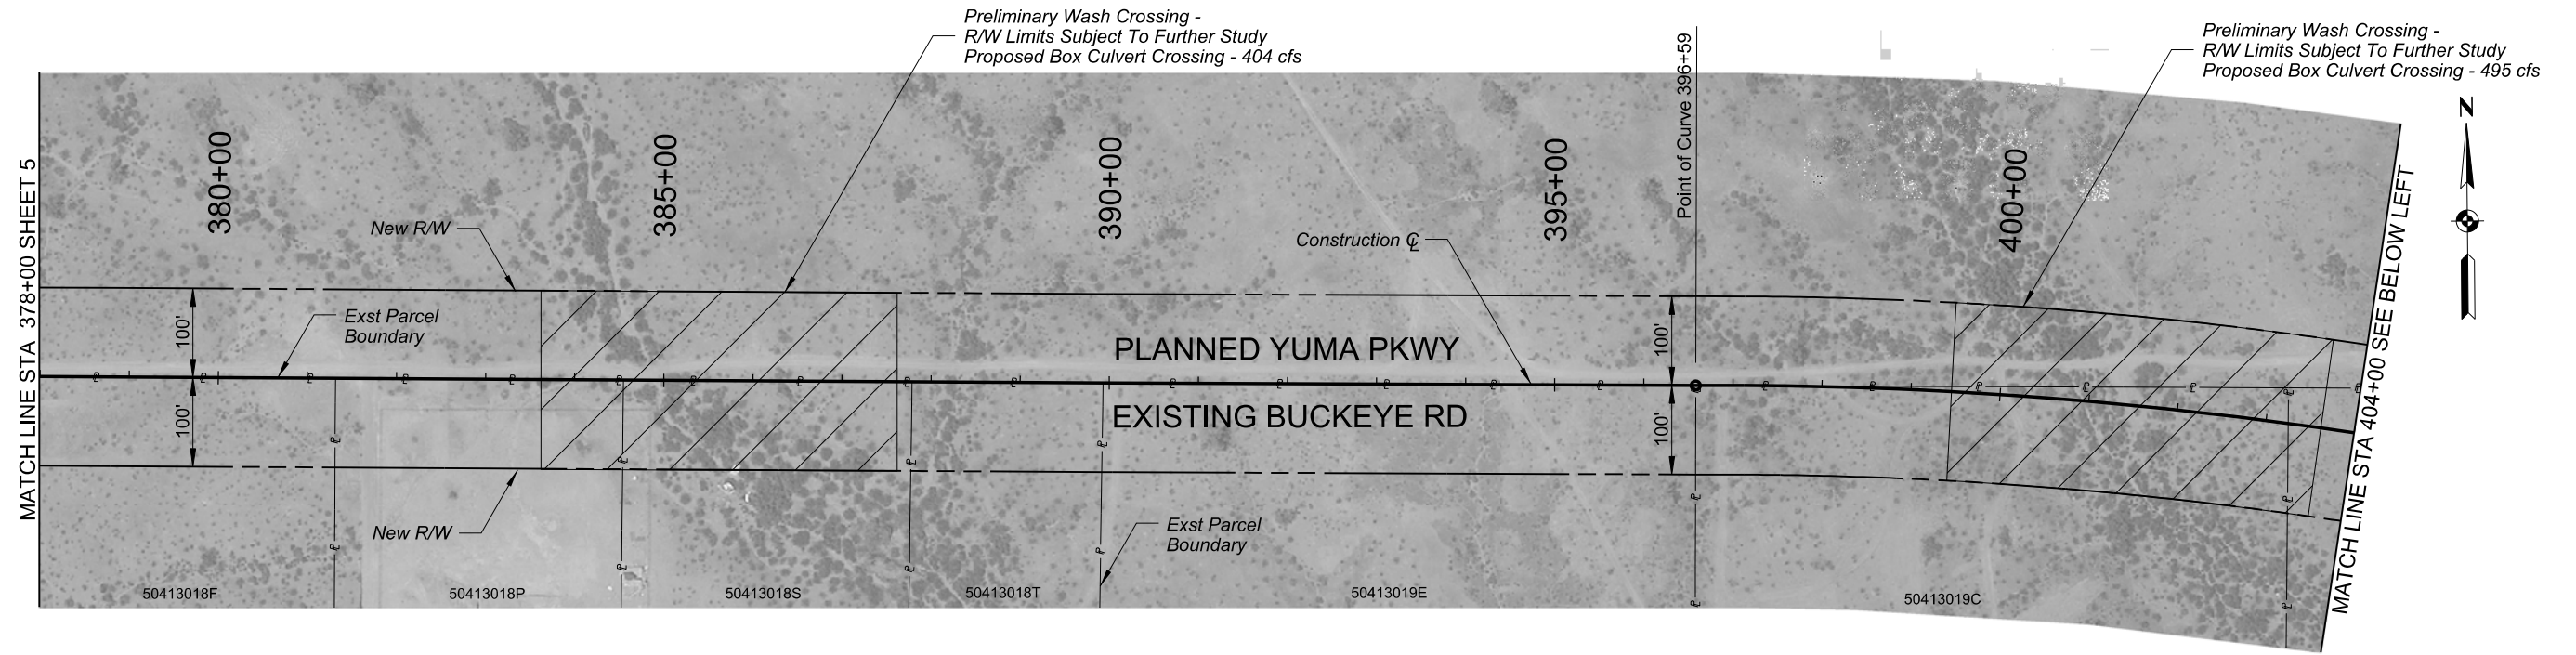 Preliminary Wash Crossing -
R/W Limits Subject To Further Study
Proposed Box Culvert Crossing - 404 cfs
Preliminary Wash Crossing -
R/W Limits Subject To Further Study
Proposed Box Culvert Crossing - 495 cfs
N
MATCH LINE STA 378+00 SHEET 5
380+00
385+00
390+00
395+00
Point of Curve 396+59
400+00
MATCH LINE STA 404+00 SEE BELOW LEFT
New R/W
Construction ℄
Exst Parcel
Boundary
100'
100'
100'
100'
PLANNED YUMA PKWY
EXISTING BUCKEYE RD
New R/W
Exst Parcel
Boundary
50413018F
50413018P
50413018S
50413018T
50413019E
50413019C